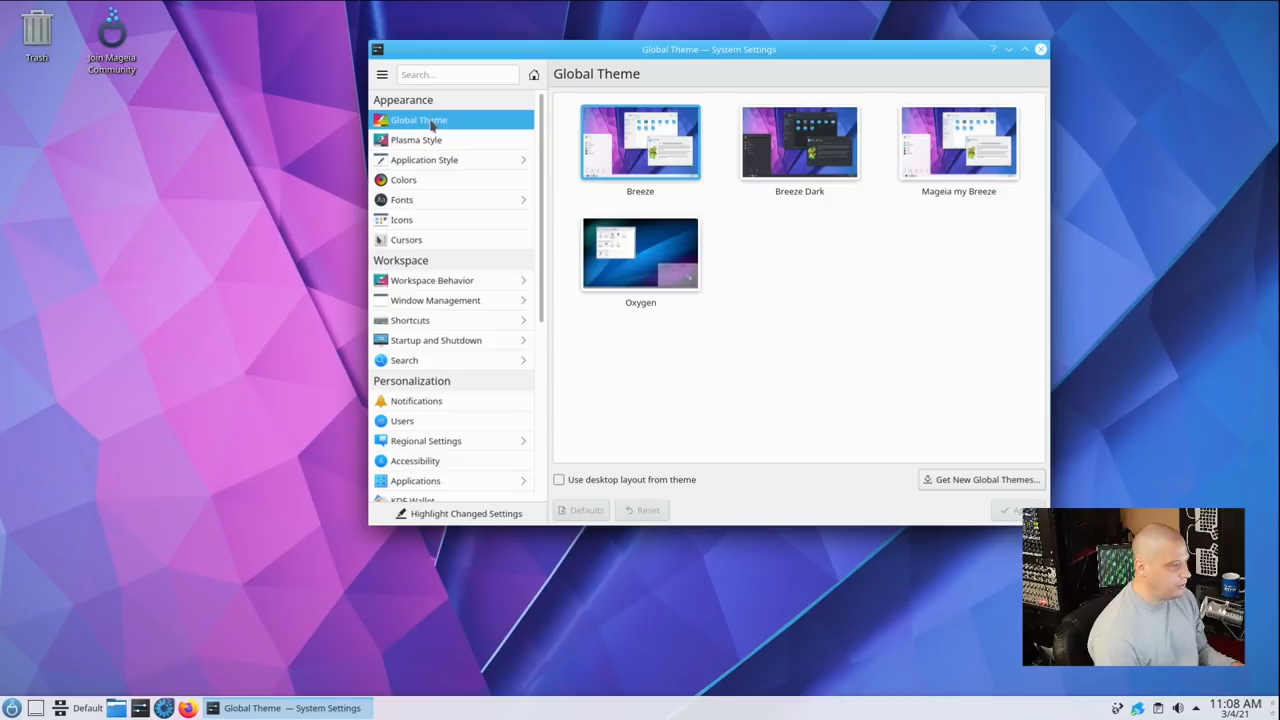 Trash
Join Mageia
Community
Global Theme — System Settings
Search...
Global Theme
Appearance
Global Theme
Plasma Style
Application Style
Colors
Fonts
Icons
Cursors
Workspace
Workspace Behavior
Window Management
Shortcuts
Startup and Shutdown
Search
Personalization
Notifications
Users
Regional Settings
Accessibility
Applications
KDE Wallet
Highlight Changed Settings
Breeze
Breeze Dark
Mageia my Breeze
Oxygen
Use desktop layout from theme
Get New Global Themes...
Defaults
Reset
Default
Global Theme — System Settings
11:08 AM
3/4/21